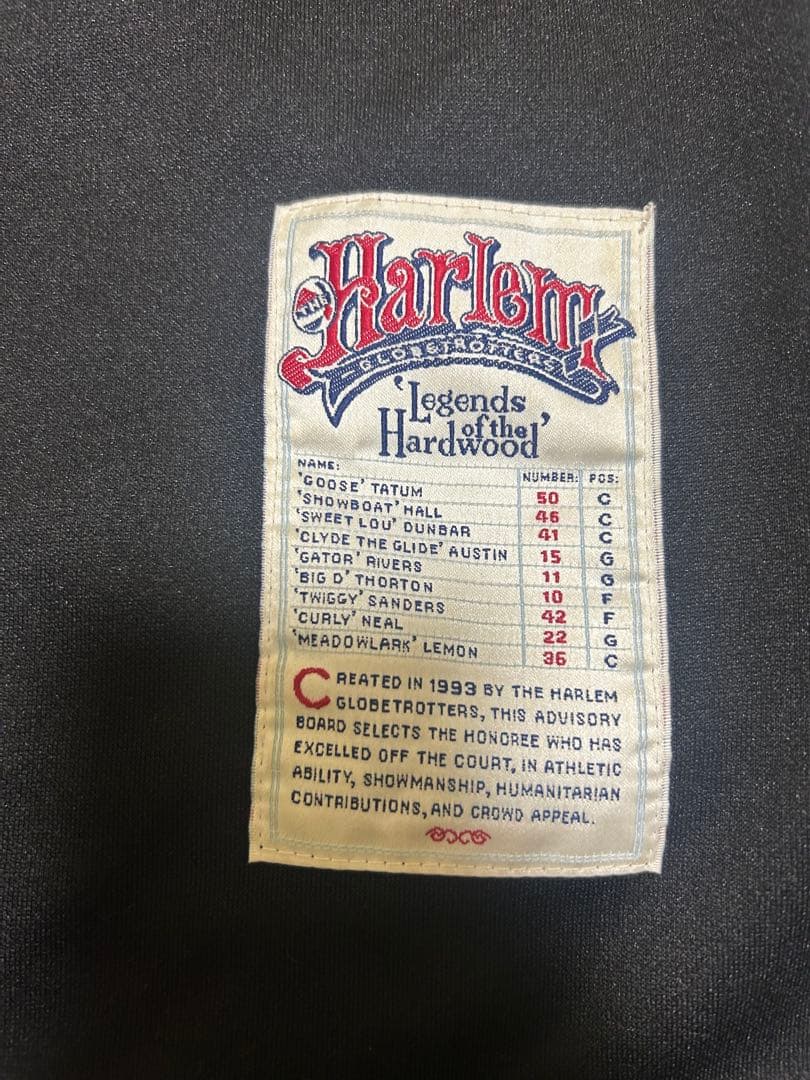 THE
Harlem
GLOBETROTTERS
'Legends
of the
Hardwood'
NAME: NUMBER: POS:
'GOOSE' TATUM 50 C
'SHOWBOAT' HALL 46 C
'SWEET LOU' DUNBAR 41 C
'CLYDE THE GLIDE' AUSTIN 15 G
'GATOR' RIVERS 11 G
'BIG D' THORTON 10 F
'TWIGGY' SANDERS 42 F
'CURLY' NEAL 22 G
'MEADOWLARK' LEMON 36 C
CREATED IN 1993 BY THE HARLEM
GLOBETROTTERS, THIS ADVISORY
BOARD SELECTS THE HONOREE WHO HAS
EXCELLED OFF THE COURT, IN ATHLETIC
ABILITY, SHOWMANSHIP, HUMANITARIAN
CONTRIBUTIONS, AND CROWD APPEAL.